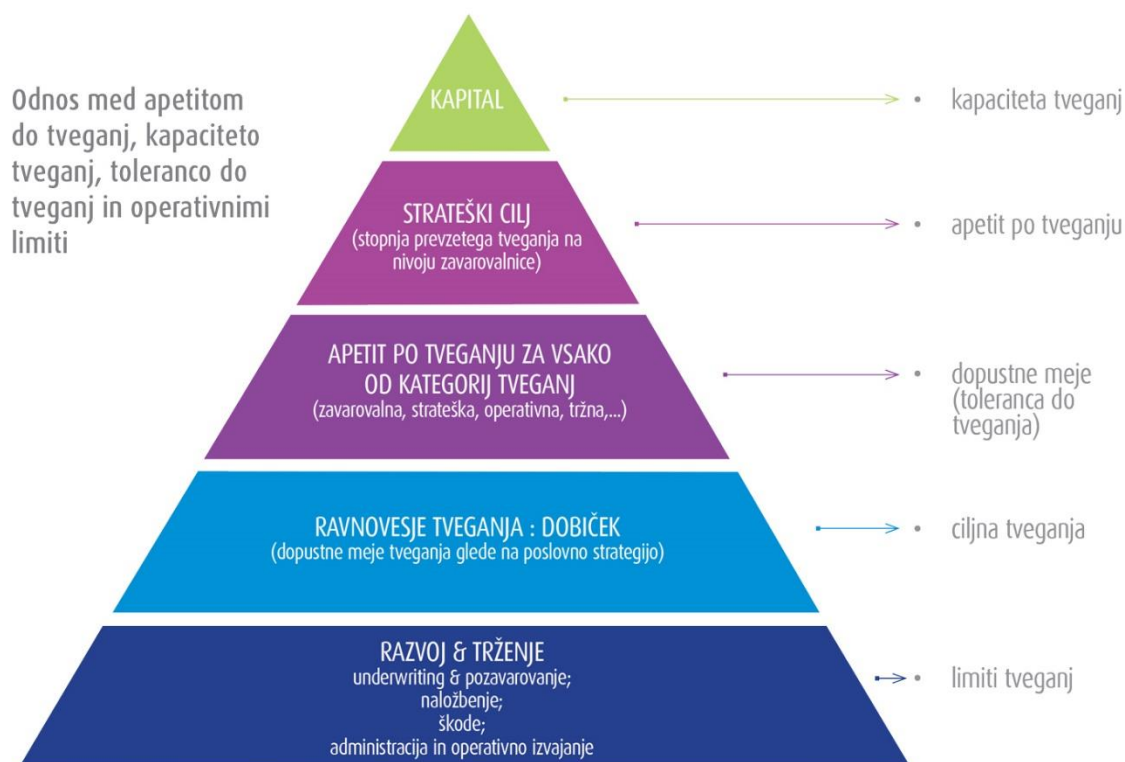 Odnos med apetitom
do tveganj, kapaciteto
tveganj, toleranco do
tveganj in operativnimi
limiti
KAPITAL
kapaciteta tveganj
STRATEŠKI CILJ
(stopnja prevzetega tveganja na
nivoju zavarovalnice)
apetit po tveganju
APETIT PO TVEGANJU ZA VSAKO
OD KATEGORIJ TVEGANJ
(zavarovalna, strateška, operativna, tržna,...)
dopustne meje
(toleranca do
tveganja)
RAVNOVESJE TVEGANJA : DOBIČEK
(dopustne meje tveganja glede na poslovno strategijo)
ciljna tveganja
RAZVOJ & TRŽENJE
underwriting & pozavarovanje;
naložbenje;
škode;
administracija in operativno izvajanje
limiti tveganj